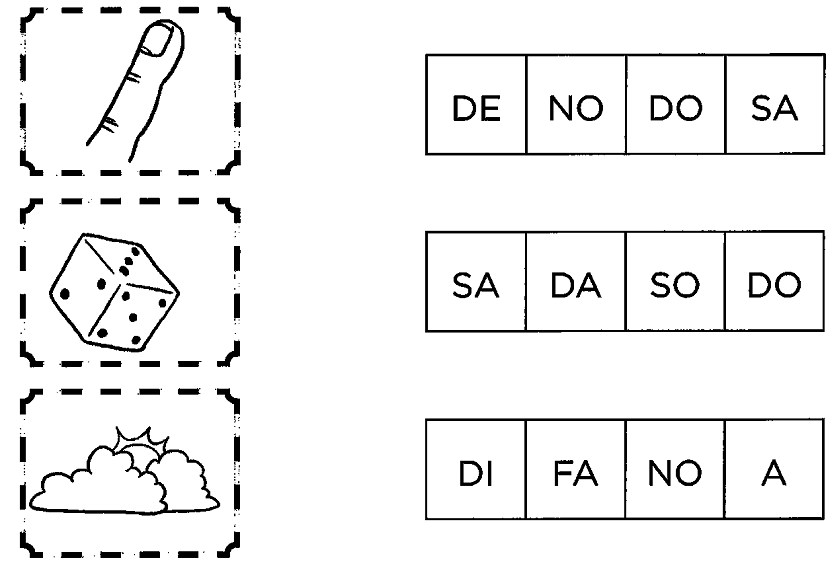 DE NO DO SA
SA DA SO DO
DI FA NO A